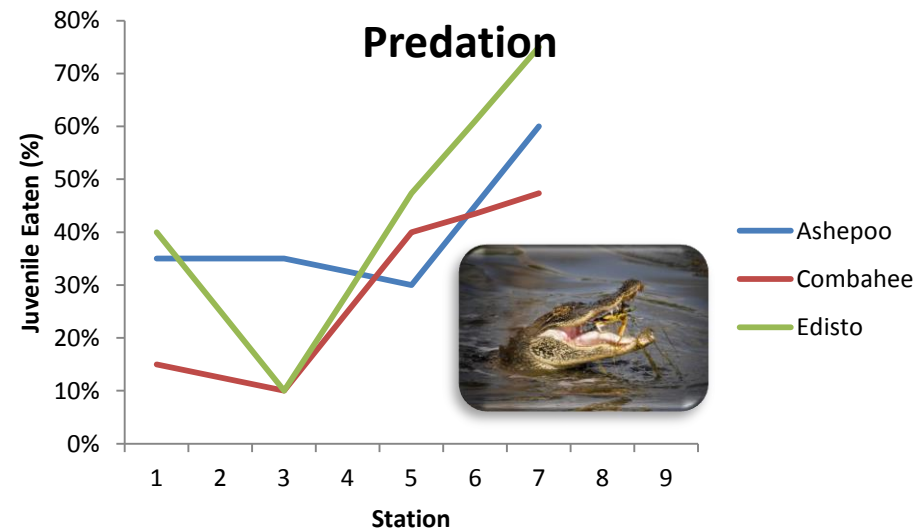 Predation
80%
70%
60%
50%
40%
30%
20%
10%
0%
Juvenile Eaten (%)
1 2 3 4 5 6 7 8 9
Station
Ashepoo
Combahee
Edisto